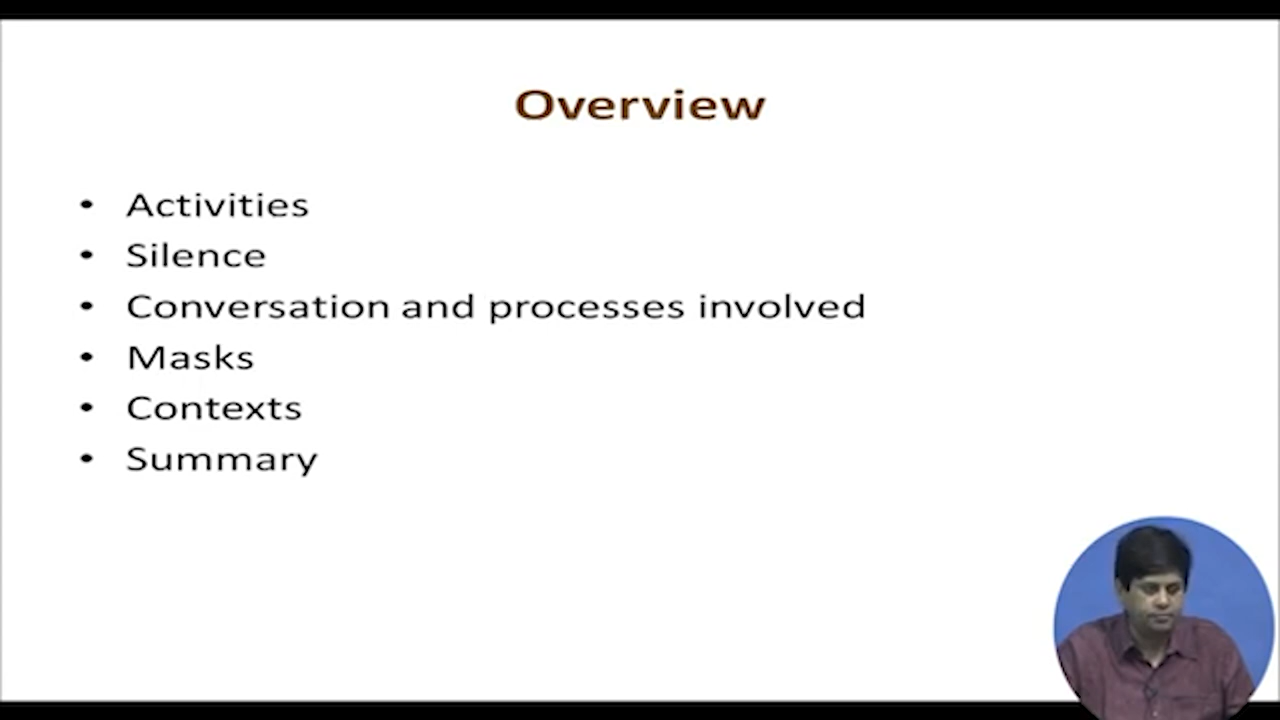 Overview
• Activities
• Silence
• Conversation and processes involved
• Masks
• Contexts
• Summary